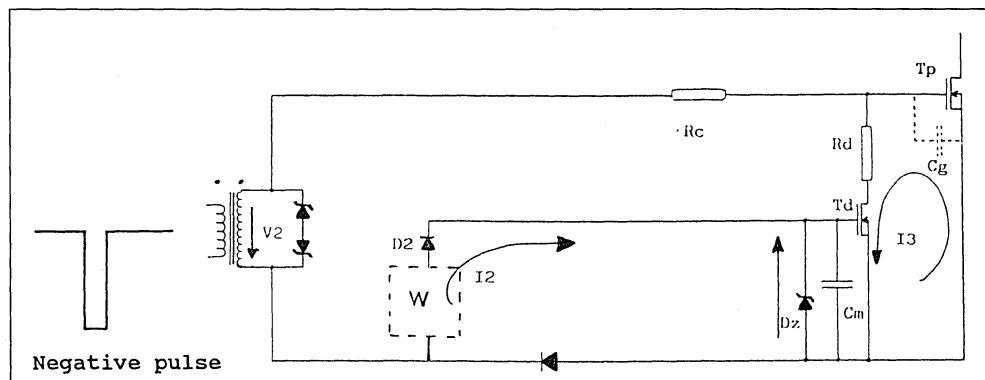 Tp
Rc
Rd
Cg
Td
V2
D2
I2
I3
W
Dz
Cm
Negative pulse